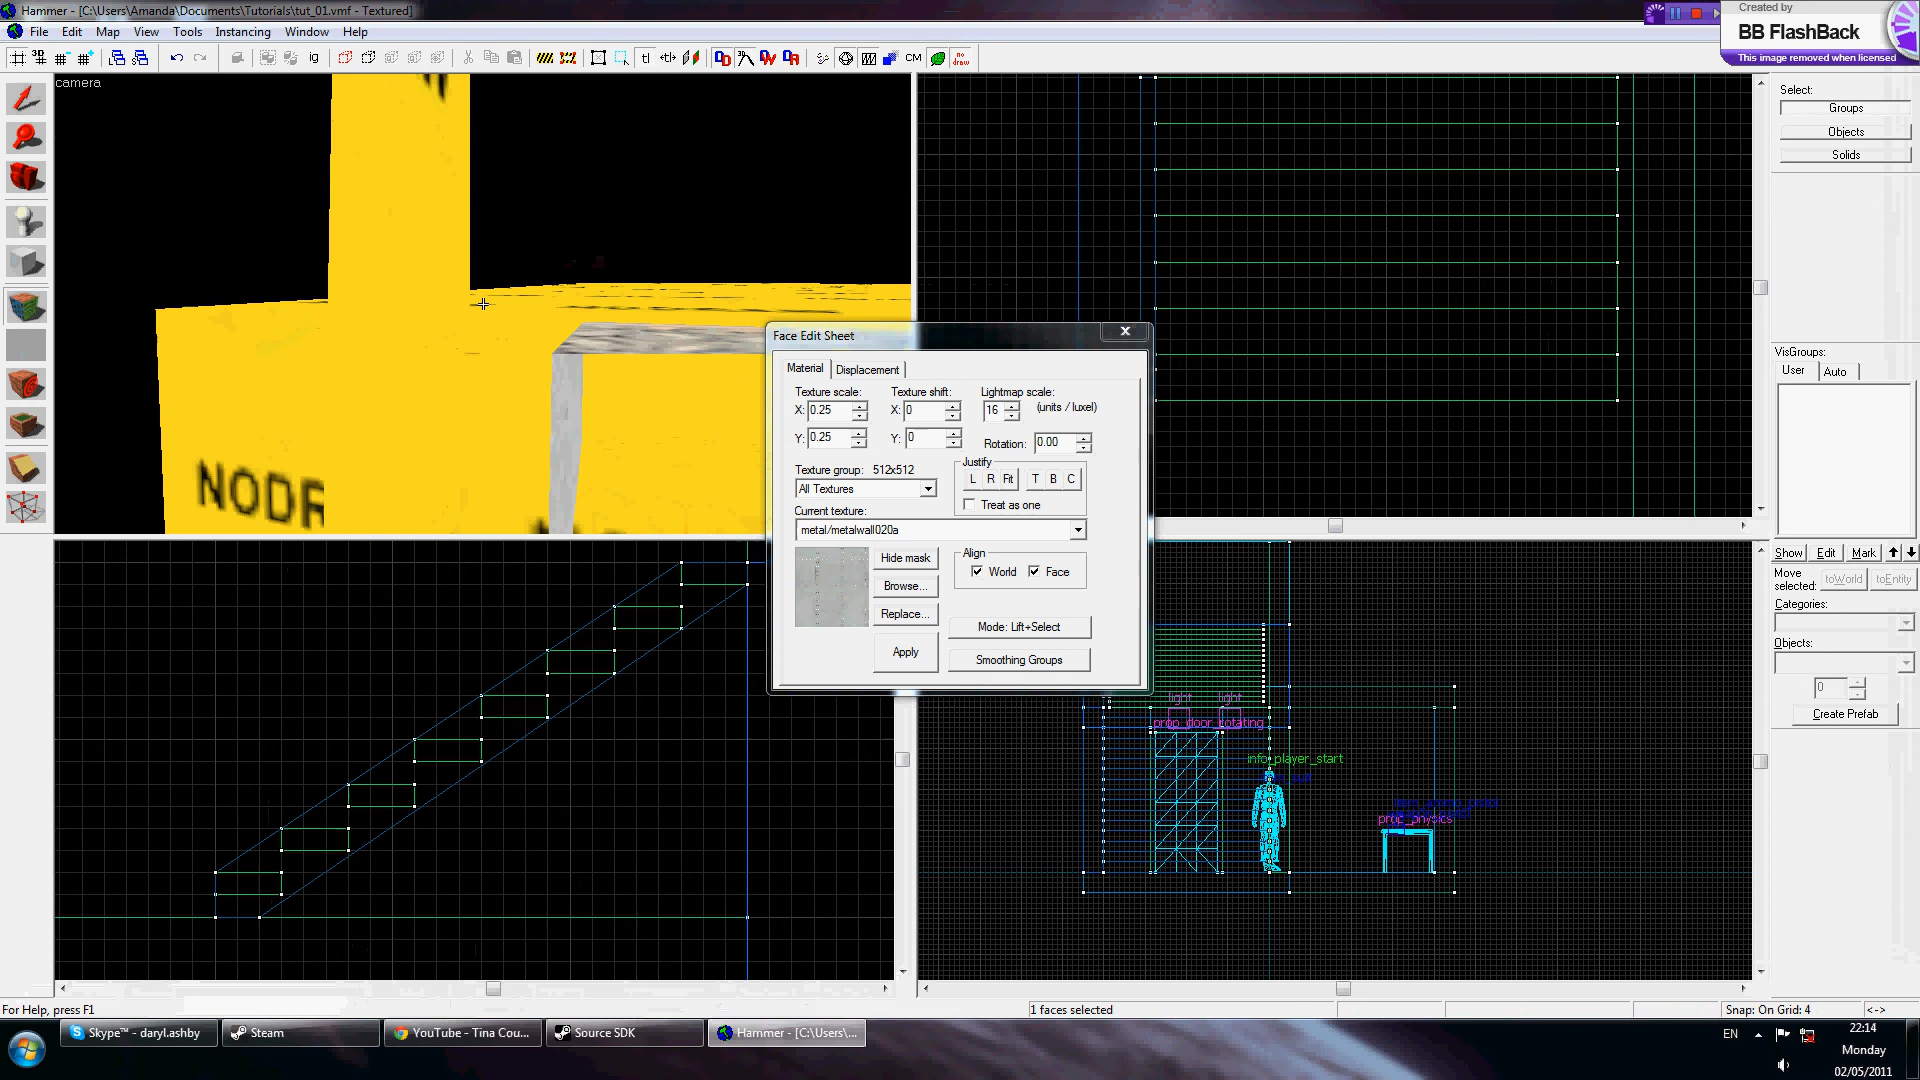 Hammer - [C:\Users\Amanda\Documents\Tutorials\tut_01.vmf - Textured]
Created by
BB FlashBack
This image removed when licensed
File Edit Map View Tools Instancing Window Help
3D ig tl CM no draw
camera
NODR
Select:
Groups
Objects
Solids
VisGroups:
User Auto
Show Edit Mark
Move selected: toWorld toEntity
Categories:
Objects:
0
Create Prefab
Face Edit Sheet
Material Displacement
Texture scale: Texture shift: Lightmap scale:
X: 0.25 X: 0 16 (units / luxel)
Y: 0.25 Y: 0 Rotation: 0.00
Texture group: 512x512 Justify
All Textures L R Fit T B C
Treat as one
Current texture:
metal/metalwall020a
Hide mask Align
World Face
Browse...
Replace...
Mode: Lift+Select
Apply
Smoothing Groups
light light
prop_door_rotating
info_player_start
prop_physics
For Help, press F1
1 faces selected
Snap: On Grid: 4 <->
Skype™ - daryl.ashby Steam YouTube - Tina Cou... Source SDK Hammer - [C:\Users\...
EN
22:14
Monday
02/05/2011